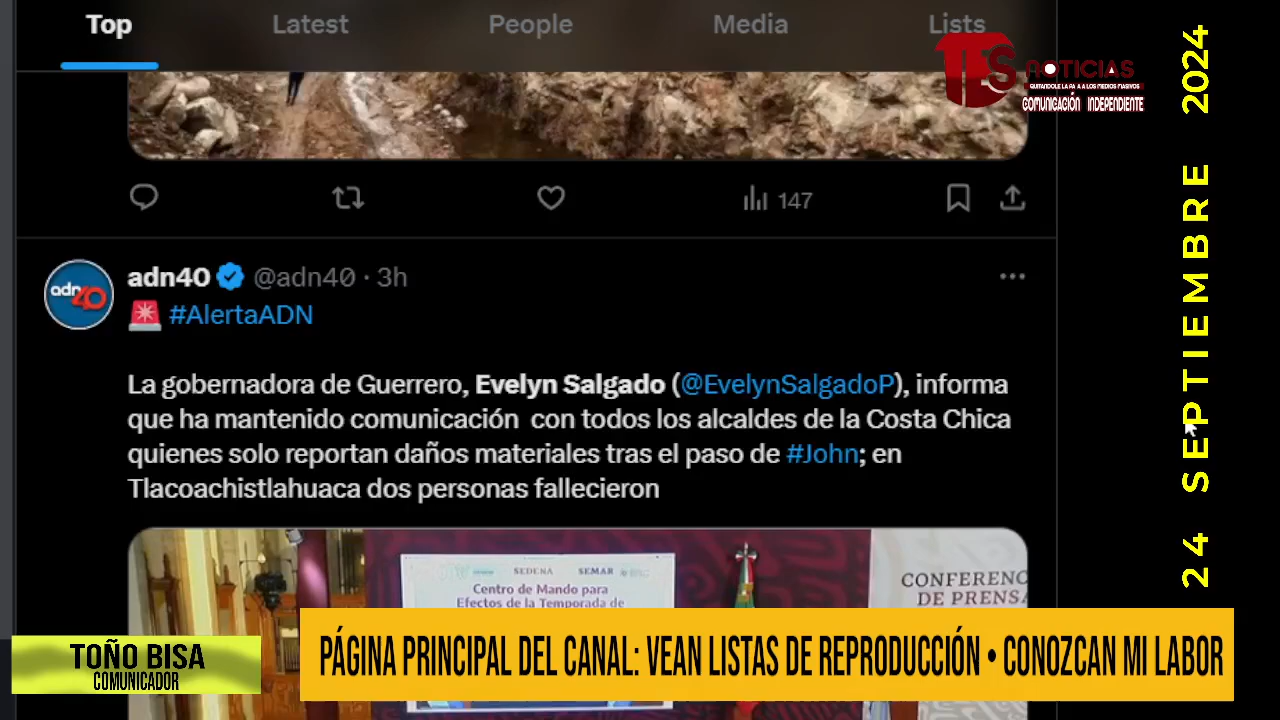 Top Latest People Media Lists
NOTICIAS
COMUNICACIÓN INDEPENDIENTE
147
adn40 @adn40 · 3h
adn40
#AlertaADN
La gobernadora de Guerrero, Evelyn Salgado (@EvelynSalgadoP), informa
que ha mantenido comunicación con todos los alcaldes de la Costa Chica
quienes solo reportan daños materiales tras el paso de #John; en
Tlacoachistlahuaca dos personas fallecieron
SEDENA SEMAR
Centro de Mando para
Efectos de la Temporada de
CONFERENC
DE PRENSA
24 SEPTIEMBRE 2024
TOÑO BISA
COMUNICADOR
PÁGINA PRINCIPAL DEL CANAL: VEAN LISTAS DE REPRODUCCIÓN • CONOZCAN MI LABOR